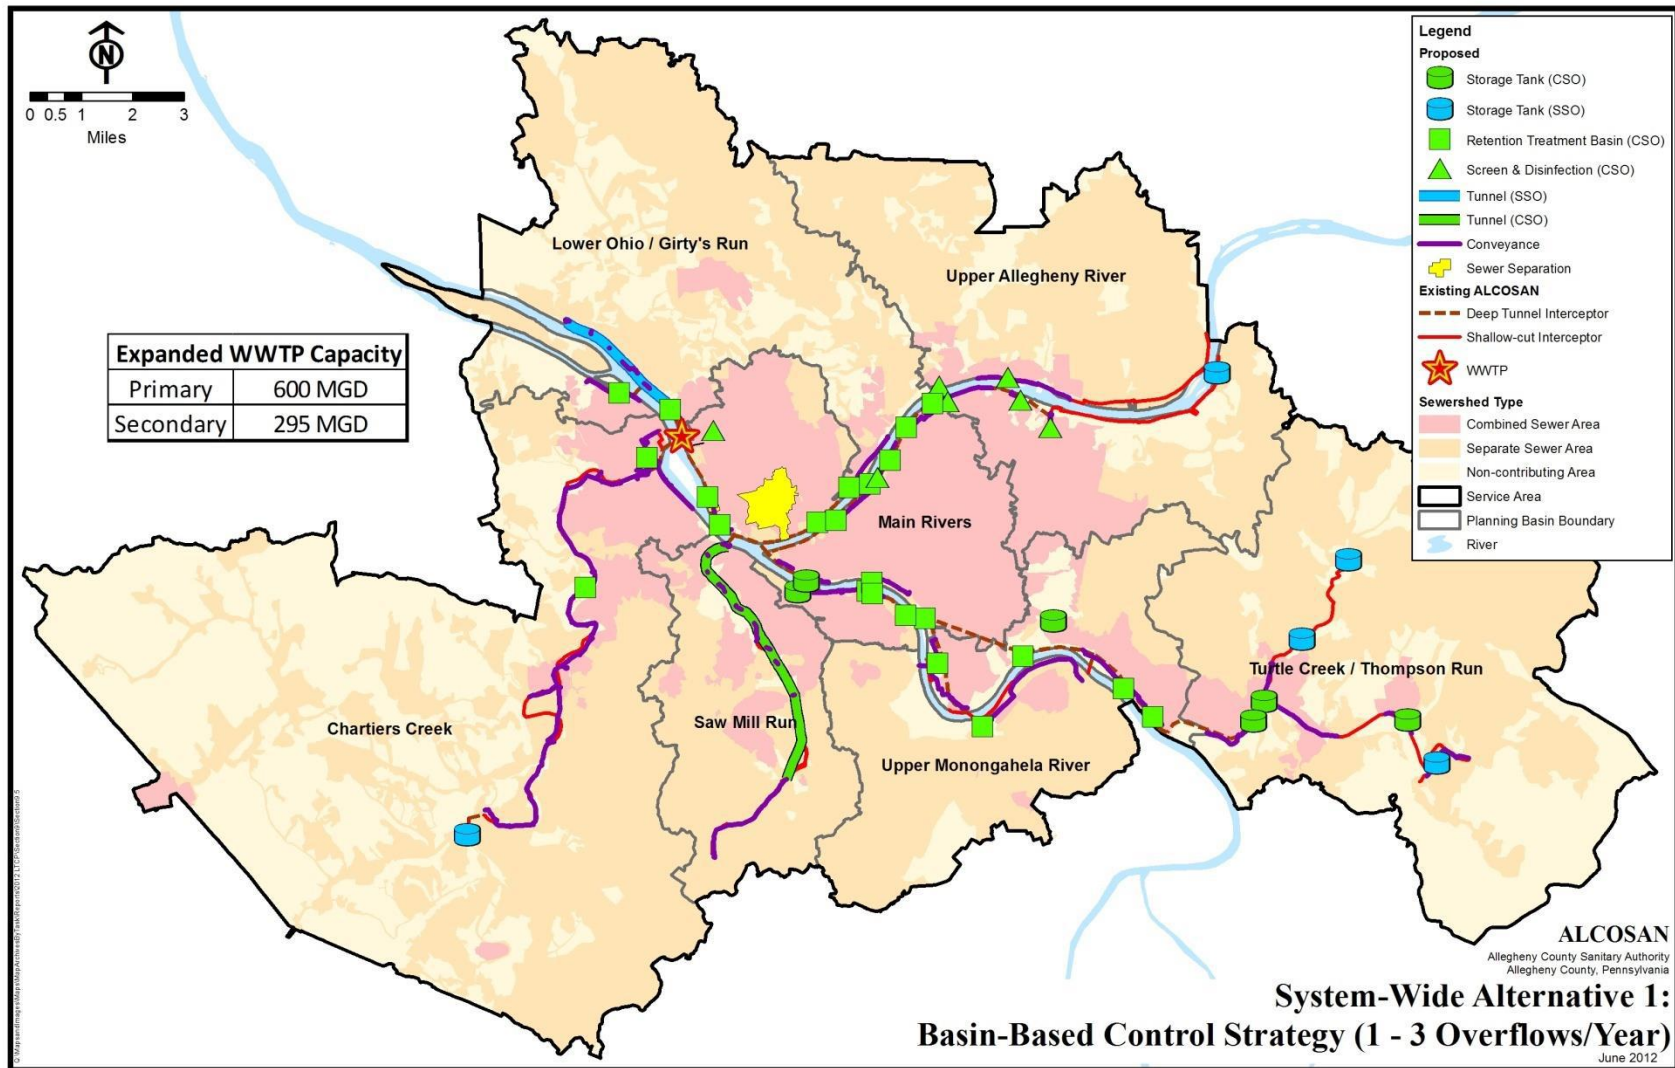 N
0 0.5 1 2 3
Miles
Legend
Proposed
Storage Tank (CSO)
Storage Tank (SSO)
Retention Treatment Basin (CSO)
Screen & Disinfection (CSO)
Tunnel (SSO)
Tunnel (CSO)
Conveyance
Sewer Separation
Existing ALCOSAN
Deep Tunnel Interceptor
Shallow-cut Interceptor
WWTP
Sewershed Type
Combined Sewer Area
Separate Sewer Area
Non-contributing Area
Service Area
Planning Basin Boundary
River
Lower Ohio / Girty's Run
Upper Allegheny River
Expanded WWTP Capacity
Primary 600 MGD
Secondary 295 MGD
Main Rivers
Turtle Creek / Thompson Run
Chartiers Creek
Saw Mill Run
Upper Monongahela River
ALCOSAN
Allegheny County Sanitary Authority
Allegheny County, Pennsylvania
System-Wide Alternative 1:
Basin-Based Control Strategy (1 - 3 Overflows/Year)
June 2012